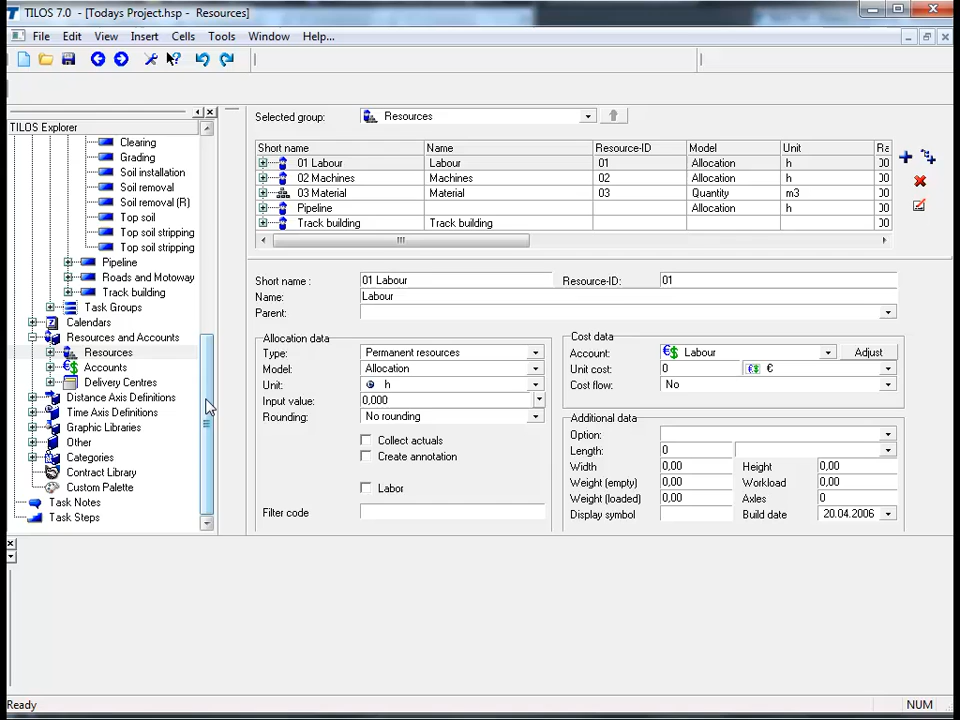 TILOS 7.0 - [Todays Project.hsp - Resources]
File Edit View Insert Cells Tools Window Help...
TILOS Explorer
Clearing
Grading
Soil installation
Soil removal
Soil removal (R)
Top soil
Top soil stripping
Top soil stripping
Pipeline
Roads and Motoway
Track building
Task Groups
Calendars
Resources and Accounts
Resources
Accounts
Delivery Centres
Distance Axis Definitions
Time Axis Definitions
Graphic Libraries
Other
Categories
Contract Library
Custom Palette
Task Notes
Task Steps
Selected group: Resources
Short name Name Resource-ID Model Unit Ra
01 Labour Labour 01 Allocation h
02 Machines Machines 02 Allocation h
03 Material Material 03 Quantity m3
Pipeline Allocation h
Track building Track building Allocation h
Short name : 01 Labour Resource-ID: 01
Name: Labour
Parent:
Allocation data
Type: Permanent resources
Model: Allocation
Unit: h
Input value: 0,000
Rounding: No rounding
Collect actuals
Create annotation
Labor
Filter code
Cost data
Account: Labour Adjust
Unit cost: 0 €
Cost flow: No
Additional data
Option:
Length: 0
Width 0,00 Height 0,00
Weight (empty) 0,00 Workload 0,00
Weight (loaded) 0,00 Axles 0
Display symbol Build date 20.04.2006
Ready NUM